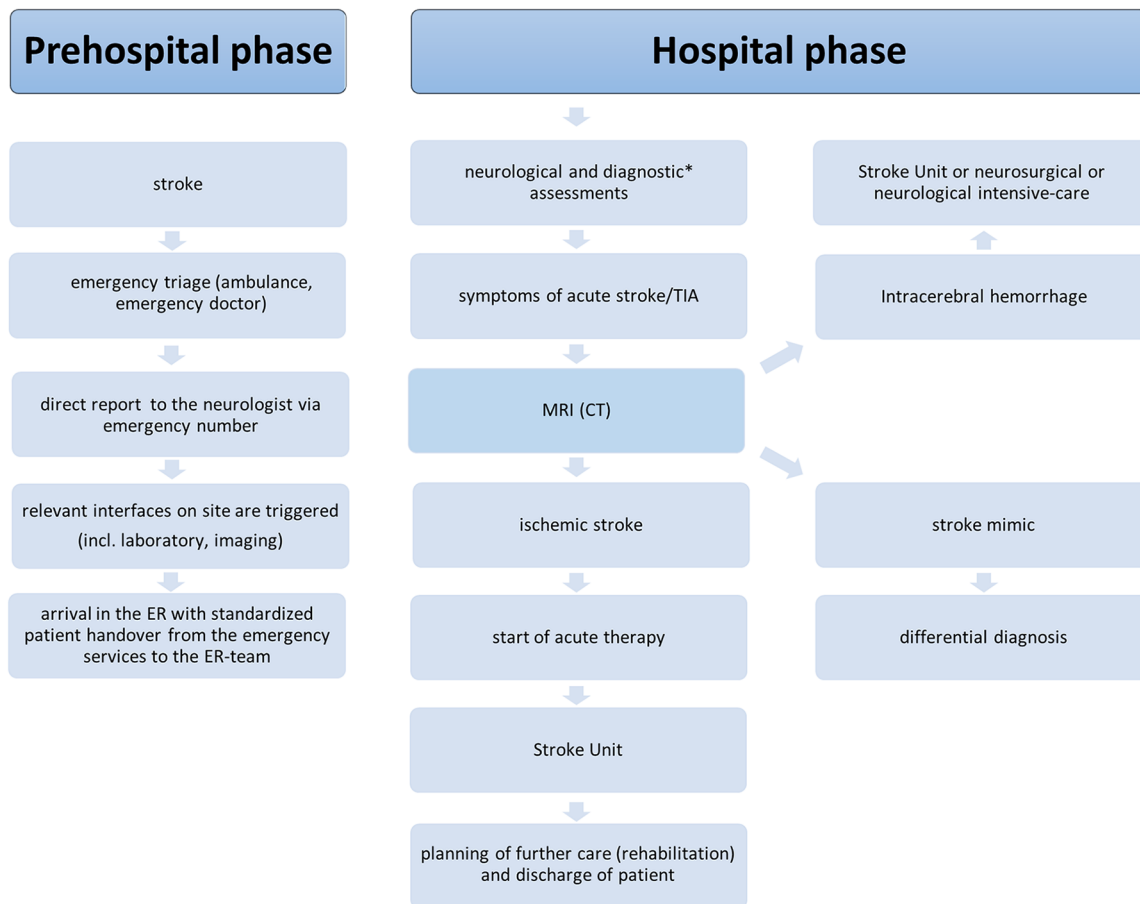 Prehospital phase
Hospital phase
stroke
emergency triage (ambulance,
emergency doctor)
direct report to the neurologist via
emergency number
relevant interfaces on site are triggered
(incl. laboratory, imaging)
arrival in the ER with standardized
patient handover from the emergency
services to the ER-team
neurological and diagnostic*
assessments
symptoms of acute stroke/TIA
MRI (CT)
ischemic stroke
start of acute therapy
Stroke Unit
planning of further care (rehabilitation)
and discharge of patient
Stroke Unit or neurosurgical or
neurological intensive-care
Intracerebral hemorrhage
stroke mimic
differential diagnosis